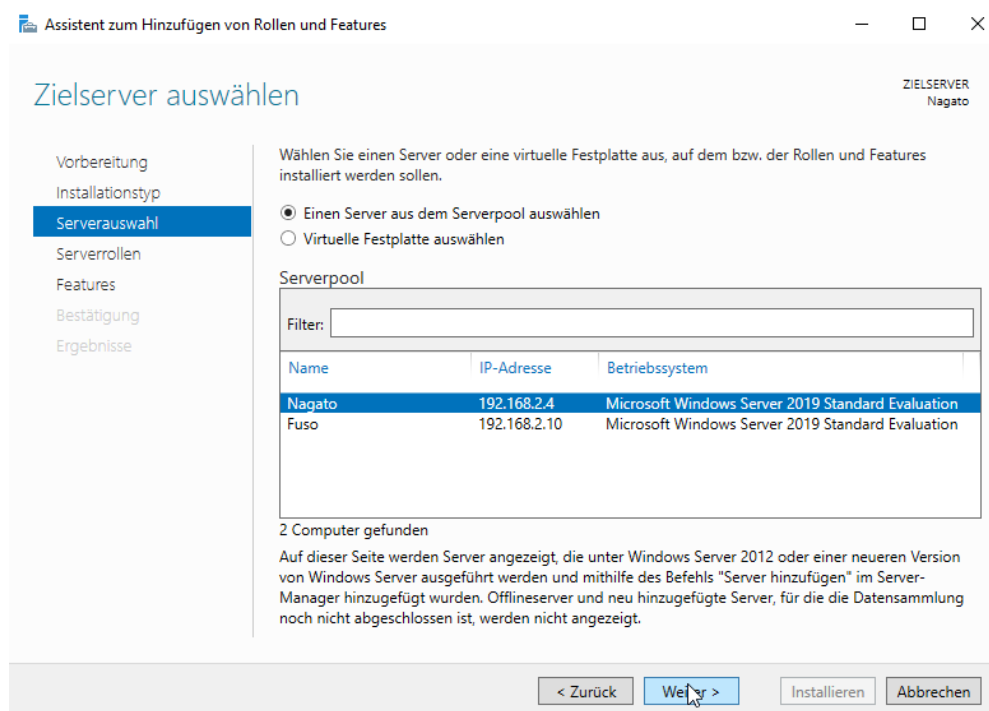 Assistent zum Hinzufügen von Rollen und Features
Zielserver auswählen
ZIELSERVER
Nagato
Vorbereitung
Installationstyp
Serverauswahl
Serverrollen
Features
Bestätigung
Ergebnisse
Wählen Sie einen Server oder eine virtuelle Festplatte aus, auf dem bzw. der Rollen und Features
installiert werden sollen.
Einen Server aus dem Serverpool auswählen
Virtuelle Festplatte auswählen
Serverpool
Filter:
Name IP-Adresse Betriebssystem
Nagato 192.168.2.4 Microsoft Windows Server 2019 Standard Evaluation
Fuso 192.168.2.10 Microsoft Windows Server 2019 Standard Evaluation
2 Computer gefunden
Auf dieser Seite werden Server angezeigt, die unter Windows Server 2012 oder einer neueren Version
von Windows Server ausgeführt werden und mithilfe des Befehls "Server hinzufügen" im Server-
Manager hinzugefügt wurden. Offlineserver und neu hinzugefügte Server, für die die Datensammlung
noch nicht abgeschlossen ist, werden nicht angezeigt.
< Zurück Weiter > Installieren Abbrechen